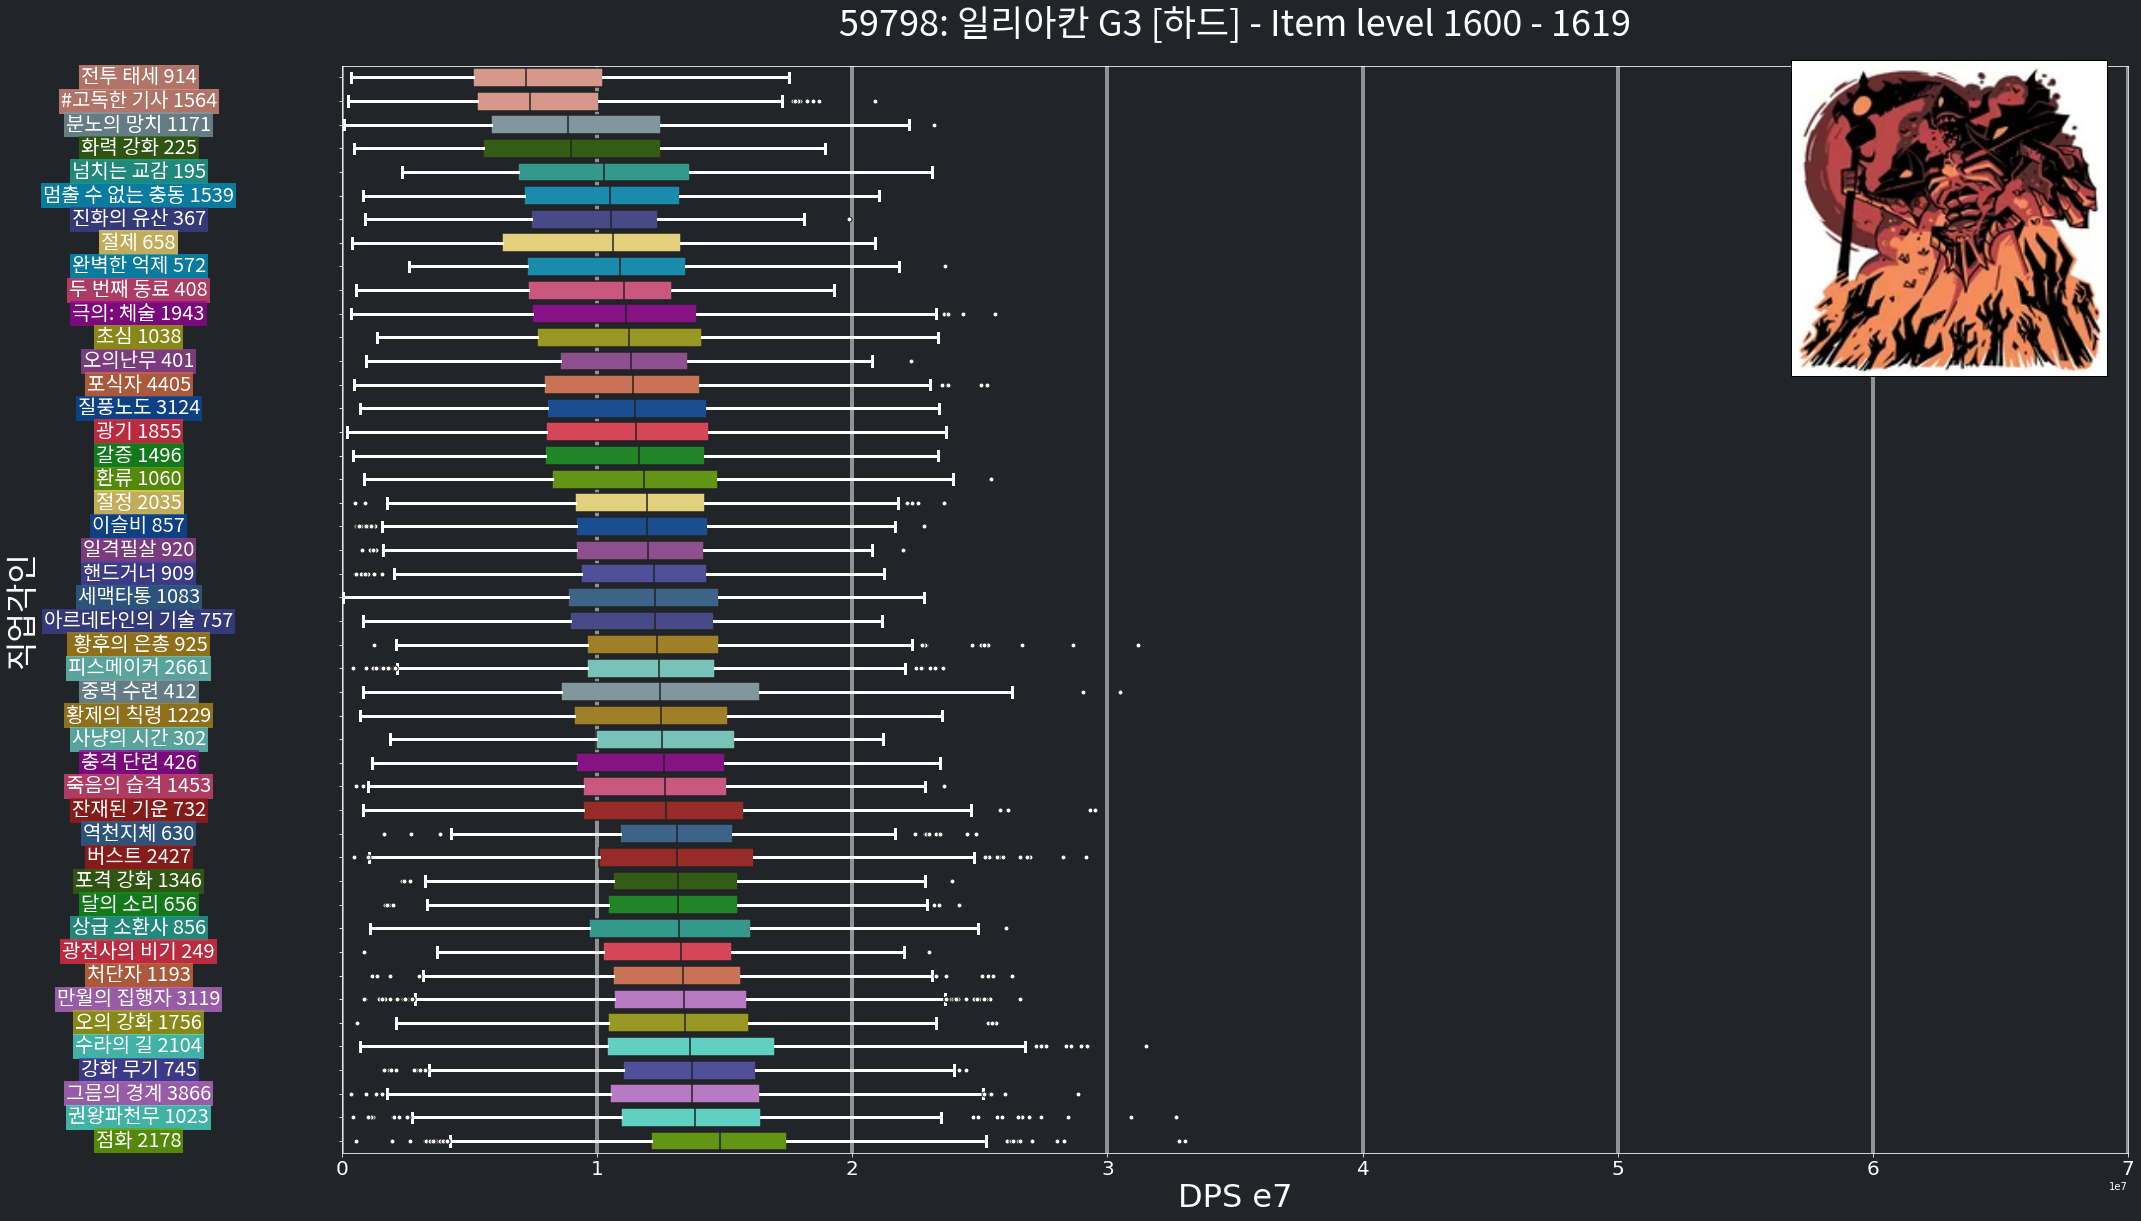 59798: 일리아칸 G3 [하드] - Item level 1600 - 1619
전투 태세 914
#고독한 기사 1564
분노의 망치 1171
화력 강화 225
넘치는 교감 195
멈출 수 없는 충동 1539
진화의 유산 367
절제 658
완벽한 억제 572
두 번째 동료 408
극의: 체술 1943
초심 1038
오의난무 401
포식자 4405
질풍노도 3124
광기 1855
갈증 1496
환류 1060
절정 2035
이슬비 857
일격필살 920
핸드거너 909
세맥타통 1083
아르데타인의 기술 757
황후의 은총 925
피스메이커 2661
중력 수련 412
황제의 칙령 1229
사냥의 시간 302
충격 단련 426
죽음의 습격 1453
잔재된 기운 732
역천지체 630
버스트 2427
포격 강화 1346
달의 소리 656
상급 소환사 856
광전사의 비기 249
처단자 1193
만월의 집행자 3119
오의 강화 1756
수라의 길 2104
강화 무기 745
그믐의 경계 3866
권왕파천무 1023
점화 2178
직업각인
0 1 2 3 4 5 6 7
DPS e7
1e7